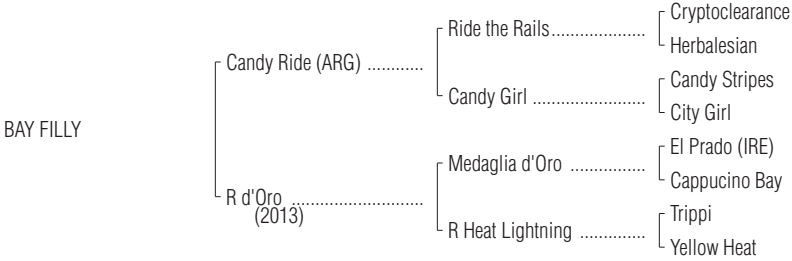 Cryptoclearance
Ride the Rails.....................
Herbalesian
Candy Ride (ARG) ............
Candy Stripes
Candy Girl .........................
City Girl
BAY FILLY
El Prado (IRE)
Medaglia d'Oro ................
Cappucino Bay
R d'Oro ............................
(2013)
Trippi
R Heat Lightning ..............
Yellow Heat